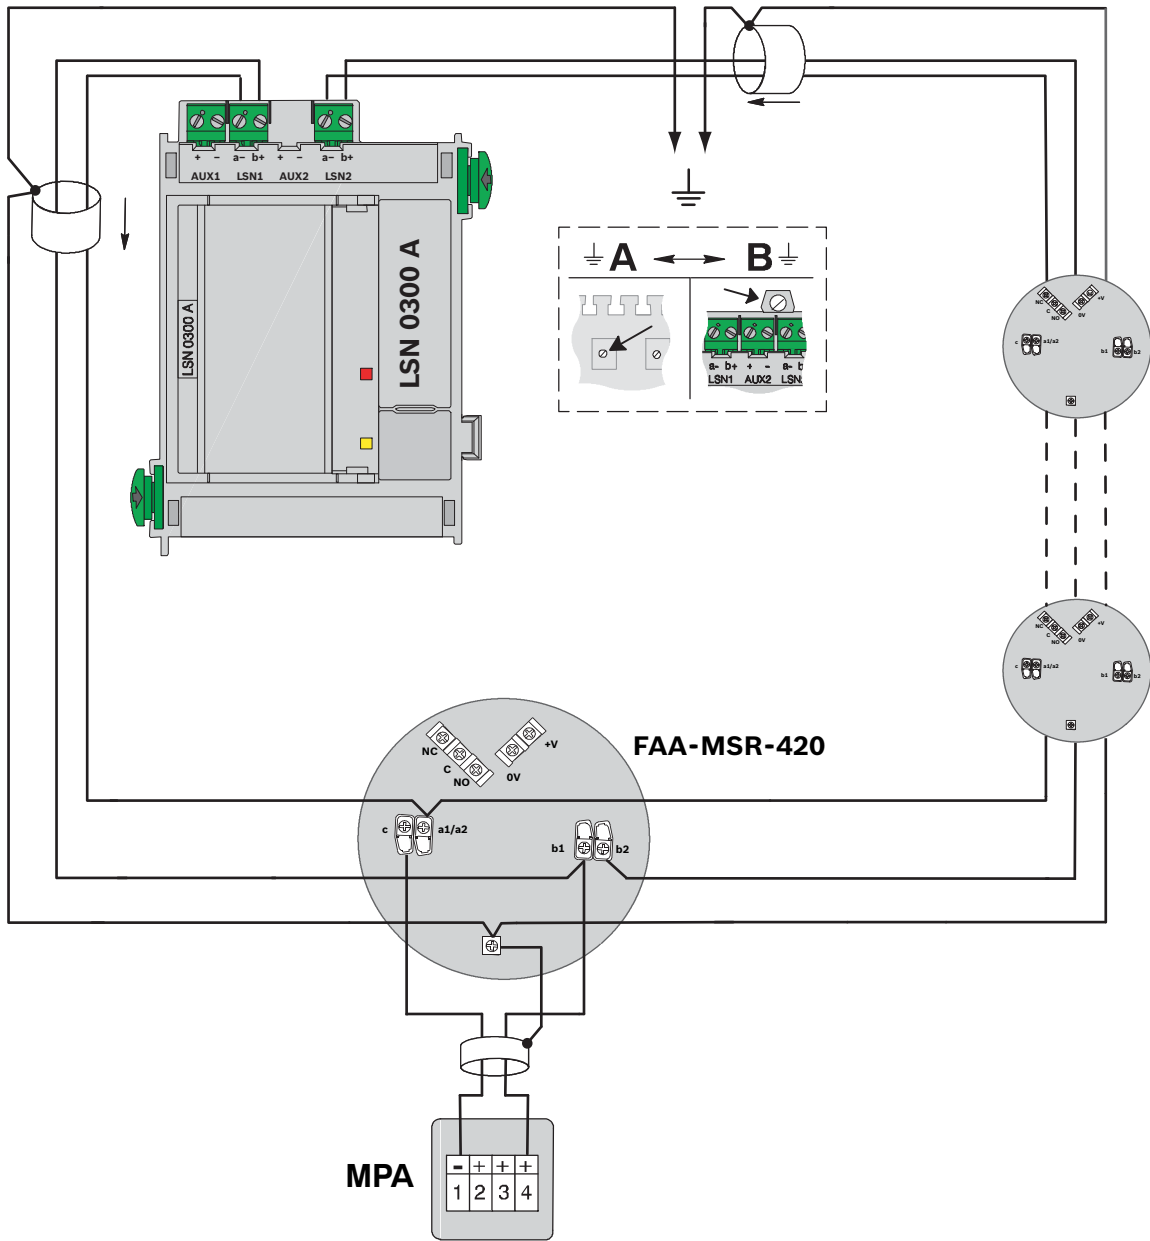 + - a- b+ + - a- b+
AUX1 LSN1 AUX2 LSN2
LSN 0300 A
LSN 0300 A
A B
a- b+ + - a- b
LSN1 AUX2 LSN
NC C NO 0V +V
c a1/a2 b1 b2
NC C NO 0V +V
c a1/a2 b1 b2
FAA-MSR-420
NC C NO 0V +V
c a1/a2 b1 b2
MPA
- + + +
1 2 3 4